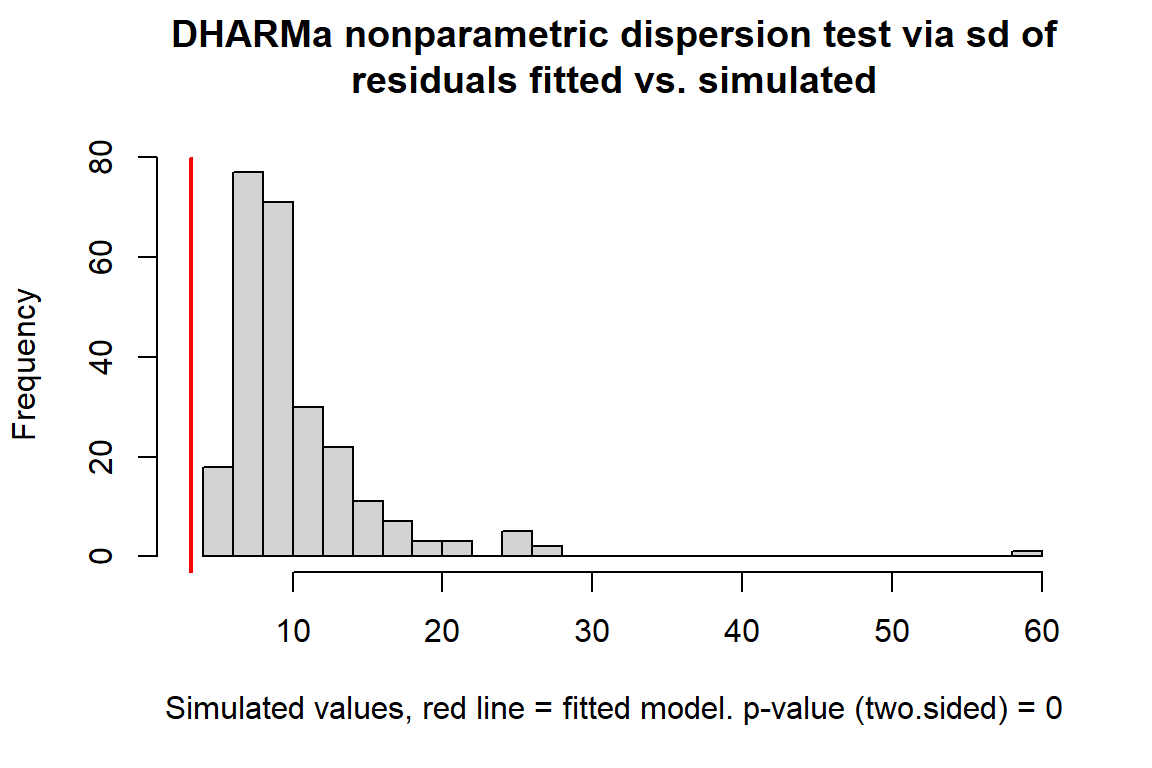 DHARMa nonparametric dispersion test via sd of
residuals fitted vs. simulated
80
60
40
20
0
Frequency
10 20 30 40 50 60
Simulated values, red line = fitted model. p-value (two.sided) = 0